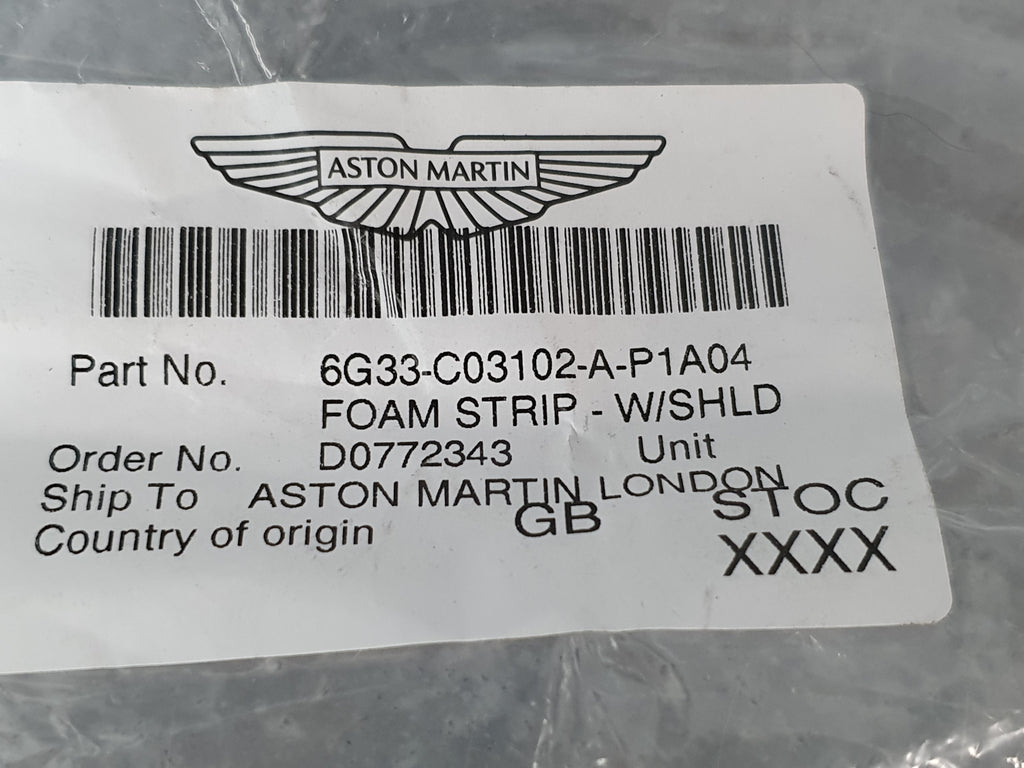 ASTON MARTIN
Part No. 6G33-C03102-A-P1A04
FOAM STRIP - W/SHLD
Order No. D0772343 Unit
Ship To ASTON MARTIN LONDON STOC
Country of origin GB XXXX